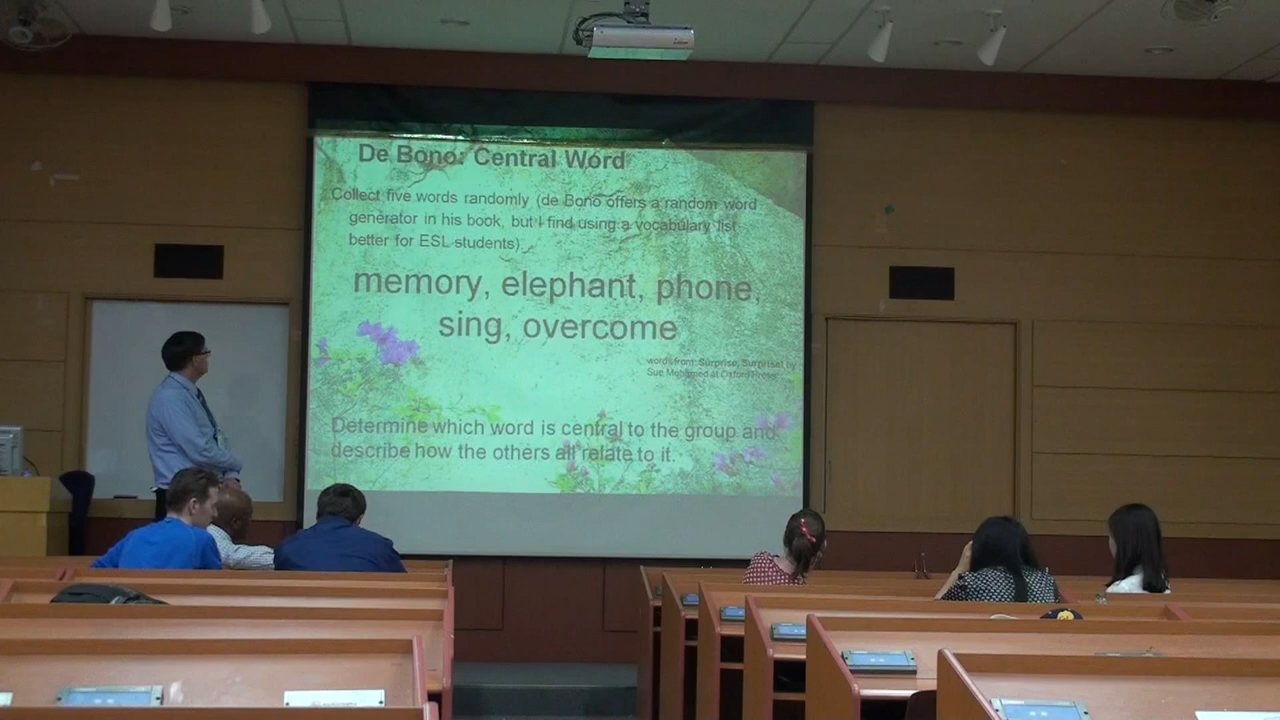 De Bono: Central Word
Collect five words randomly (de Bono offers a random word
generator in his book, but I find using a vocabulary list
better for ESL students)
memory, elephant, phone,
sing, overcome
words from: Surprise, Surprise! by
Sue Mohamed at Oxford Press
Determine which word is central to the group and
describe how the others all relate to it.